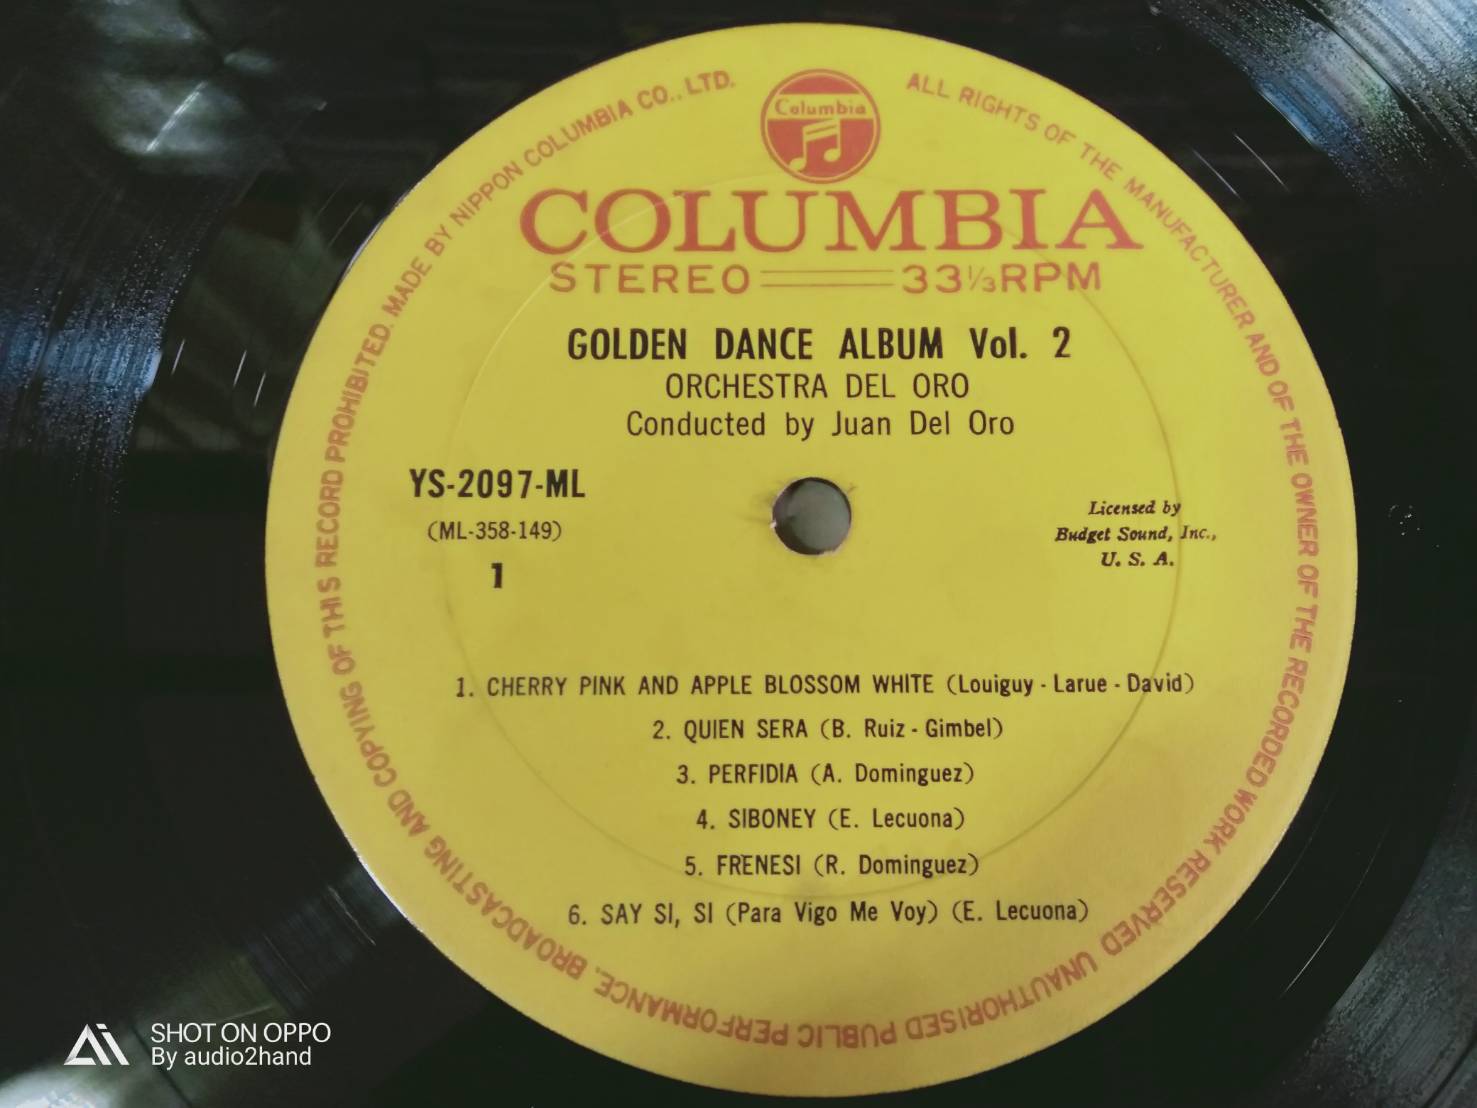 MADE BY NIPPON COLUMBIA CO., LTD.
ALL RIGHTS OF THE MANUFACTURER AND OF THE OWNER OF THE RECORDED WORK RESERVED UNAUTHORISED PUBLIC PERFORMANCE, BROADCASTING AND COPYING OF THIS RECORD PROHIBITED.
Columbia
COLUMBIA
STEREO 33⅓RPM
GOLDEN DANCE ALBUM Vol. 2
ORCHESTRA DEL ORO
Conducted by Juan Del Oro
YS-2097-ML
(ML-358-149)
1
Licensed by
Budget Sound, Inc.,
U. S. A.
1. CHERRY PINK AND APPLE BLOSSOM WHITE (Louiguy - Larue - David)
2. QUIEN SERA (B. Ruiz - Gimbel)
3. PERFIDIA (A. Dominguez)
4. SIBONEY (E. Lecuona)
5. FRENESI (R. Dominguez)
6. SAY SI, SI (Para Vigo Me Voy) (E. Lecuona)
SHOT ON OPPO
By audio2hand